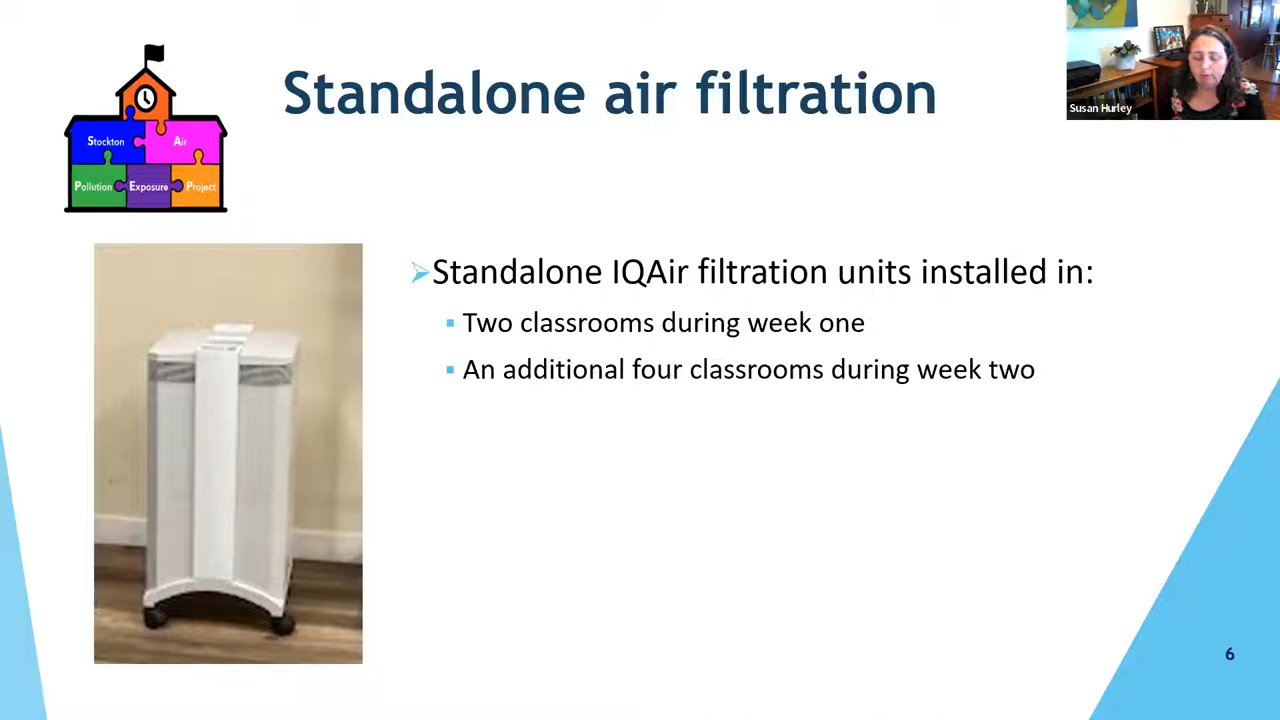 Standalone air filtration
Susan Hurley
Stockton Air
Pollution Exposure Project
➢Standalone IQAir filtration units installed in:
▪ Two classrooms during week one
▪ An additional four classrooms during week two
6